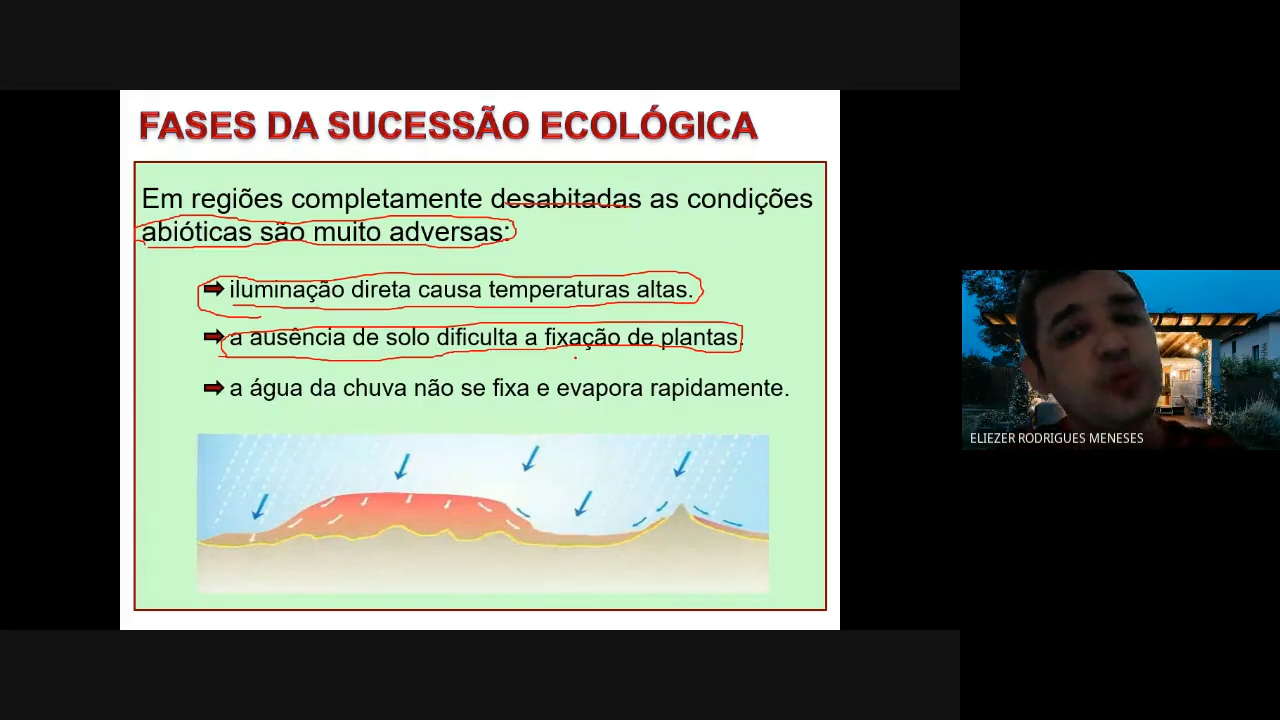 FASES DA SUCESSÃO ECOLÓGICA
Em regiões completamente desabitadas as condições
abióticas são muito adversas:
iluminação direta causa temperaturas altas.
a ausência de solo dificulta a fixação de plantas.
a água da chuva não se fixa e evapora rapidamente.
ELIEZER RODRIGUES MENESES